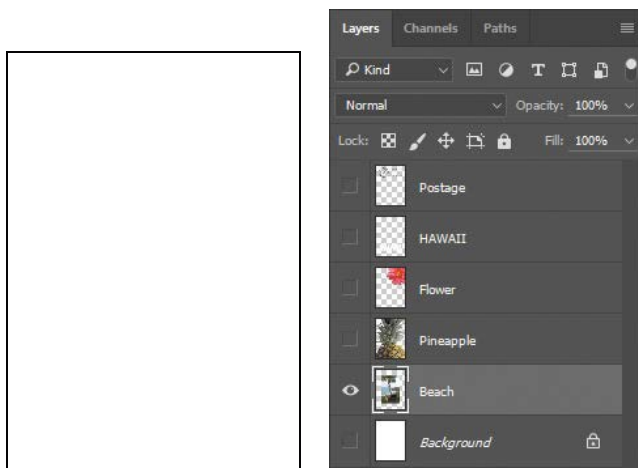 Layers Channels Paths
Kind
Normal Opacity: 100%
Lock: Fill: 100%
Postage
HAWAII
Flower
Pineapple
Beach
Background